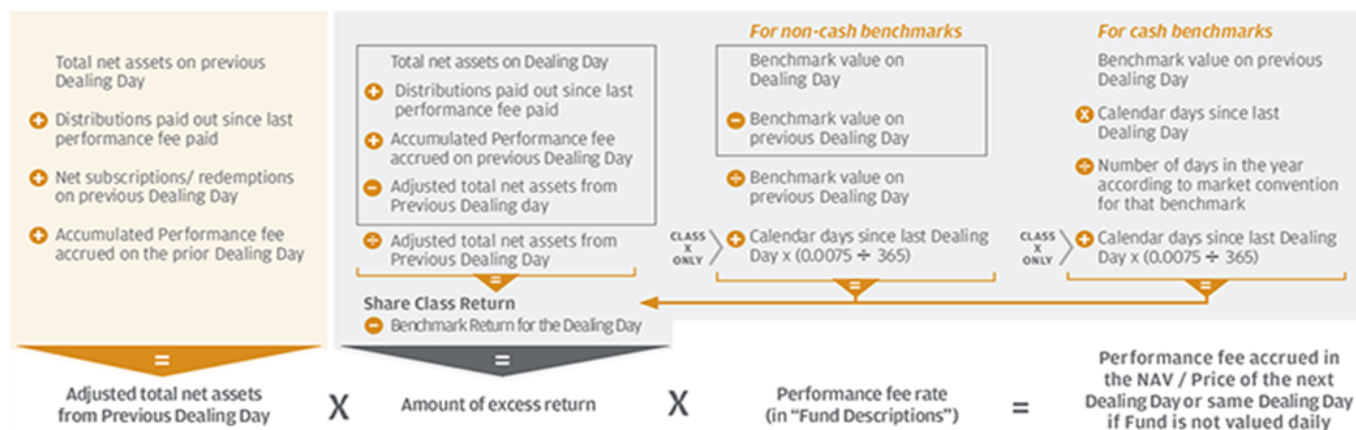 Total net assets on previous
Dealing Day
+ Distributions paid out since last
performance fee paid
+ Net subscriptions/ redemptions
on previous Dealing Day
+ Accumulated Performance fee
accrued on the prior Dealing Day
=
Adjusted total net assets
from Previous Dealing Day
X
Total net assets on Dealing Day
+ Distributions paid out since last
performance fee paid
+ Accumulated Performance fee
accrued on previous Dealing Day
− Adjusted total net assets from
Previous Dealing day
÷ Adjusted total net assets from
Previous Dealing Day
=
Share Class Return
− Benchmark Return for the Dealing Day
=
Amount of excess return
X
For non-cash benchmarks
Benchmark value on
Dealing Day
− Benchmark value on
previous Dealing Day
÷ Benchmark value on
previous Dealing Day
CLASS
X
ONLY
+ Calendar days since last Dealing
Day x (0.0075 ÷ 365)
=
For cash benchmarks
Benchmark value on previous
Dealing Day
x Calendar days since last
Dealing Day
÷ Number of days in the year
according to market convention
for that benchmark
CLASS
X
ONLY
+ Calendar days since last Dealing
Day x (0.0075 ÷ 365)
=
Performance fee rate
(in “Fund Descriptions”)
=
Performance fee accrued in
the NAV / Price of the next
Dealing Day or same Dealing Day
if Fund is not valued daily